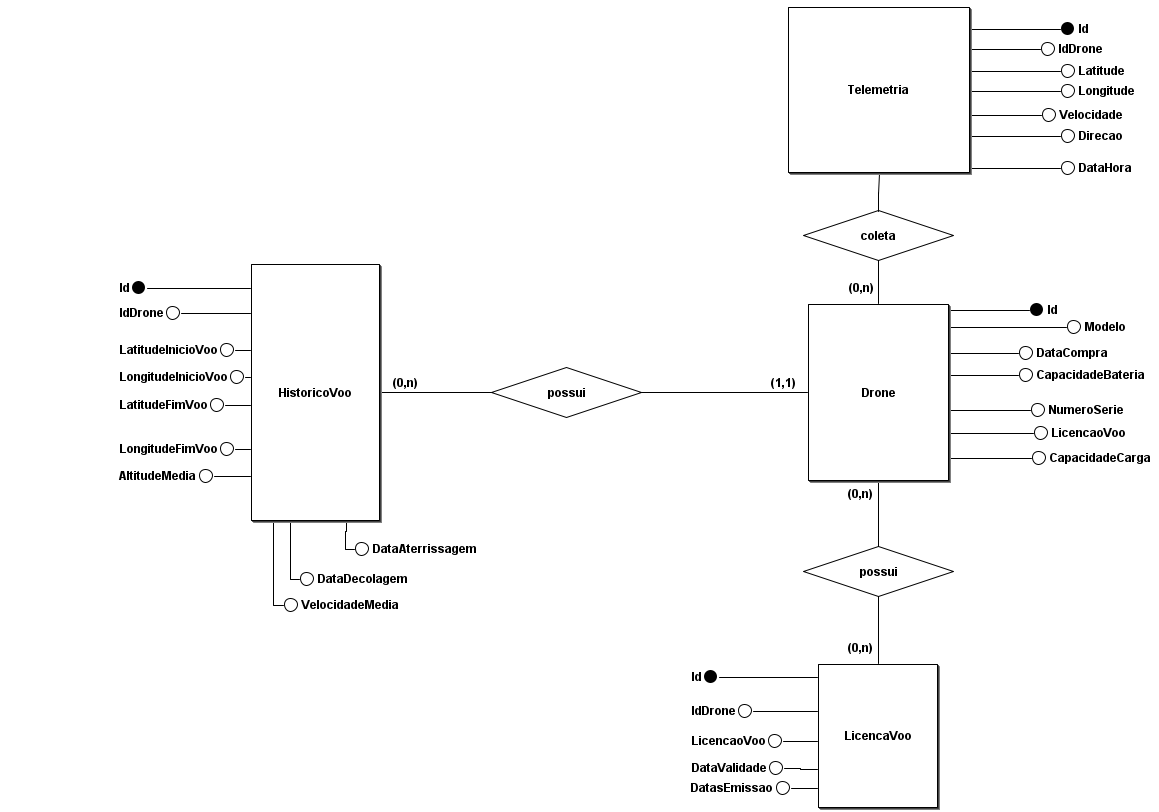 Telemetria
Id
IdDrone
Latitude
Longitude
Velocidade
Direcao
DataHora
coleta
(0,n)
Id
IdDrone
LatitudeInicioVoo
LongitudeInicioVoo
LatitudeFimVoo
LongitudeFimVoo
AltitudeMedia
HistoricoVoo
DataAterrissagem
DataDecolagem
VelocidadeMedia
(0,n)
possui
(1,1)
Drone
Id
Modelo
DataCompra
CapacidadeBateria
NumeroSerie
LicencaoVoo
CapacidadeCarga
(0,n)
possui
(0,n)
Id
IdDrone
LicencaoVoo
DataValidade
DatasEmissao
LicencaVoo